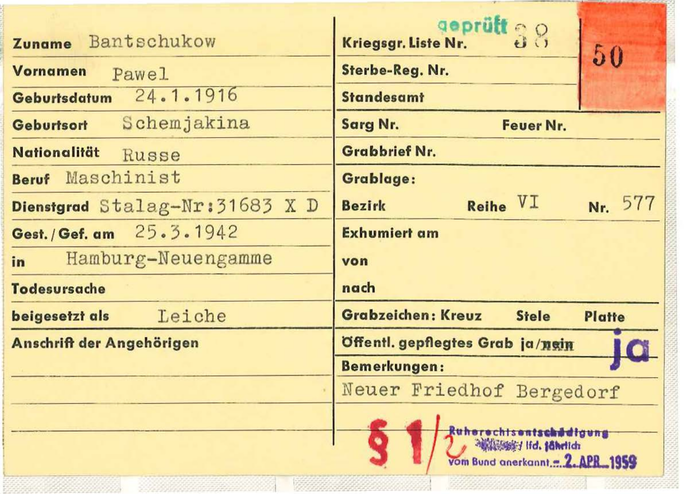 Zuname Bantschukow
Vornamen Pawel
Geburtsdatum 24.1.1916
Geburtsort Schemjakina
Nationalität Russe
Beruf Maschinist
Dienstgrad Stalag-Nr:31683 X D
Gest./Gef. am 25.3.1942
in Hamburg-Neuengamme
Todesursache
beigesetzt als Leiche
Anschrift der Angehörigen
geprüft
Kriegsgr. Liste Nr. 38
50
Sterbe-Reg. Nr.
Standesamt
Sarg Nr. Feuer Nr.
Grabbrief Nr.
Grablage:
Bezirk Reihe VI Nr. 577
Exhumiert am
von
nach
Grabzeichen: Kreuz Stele Platte
Öffentl. gepflegtes Grab ja/nein ja
Bemerkungen:
Neuer Friedhof Bergedorf
§ 1/2
Ruherechtsentschädigung
lfd. jährlich
vom Bund anerkannt 2. APR. 1959